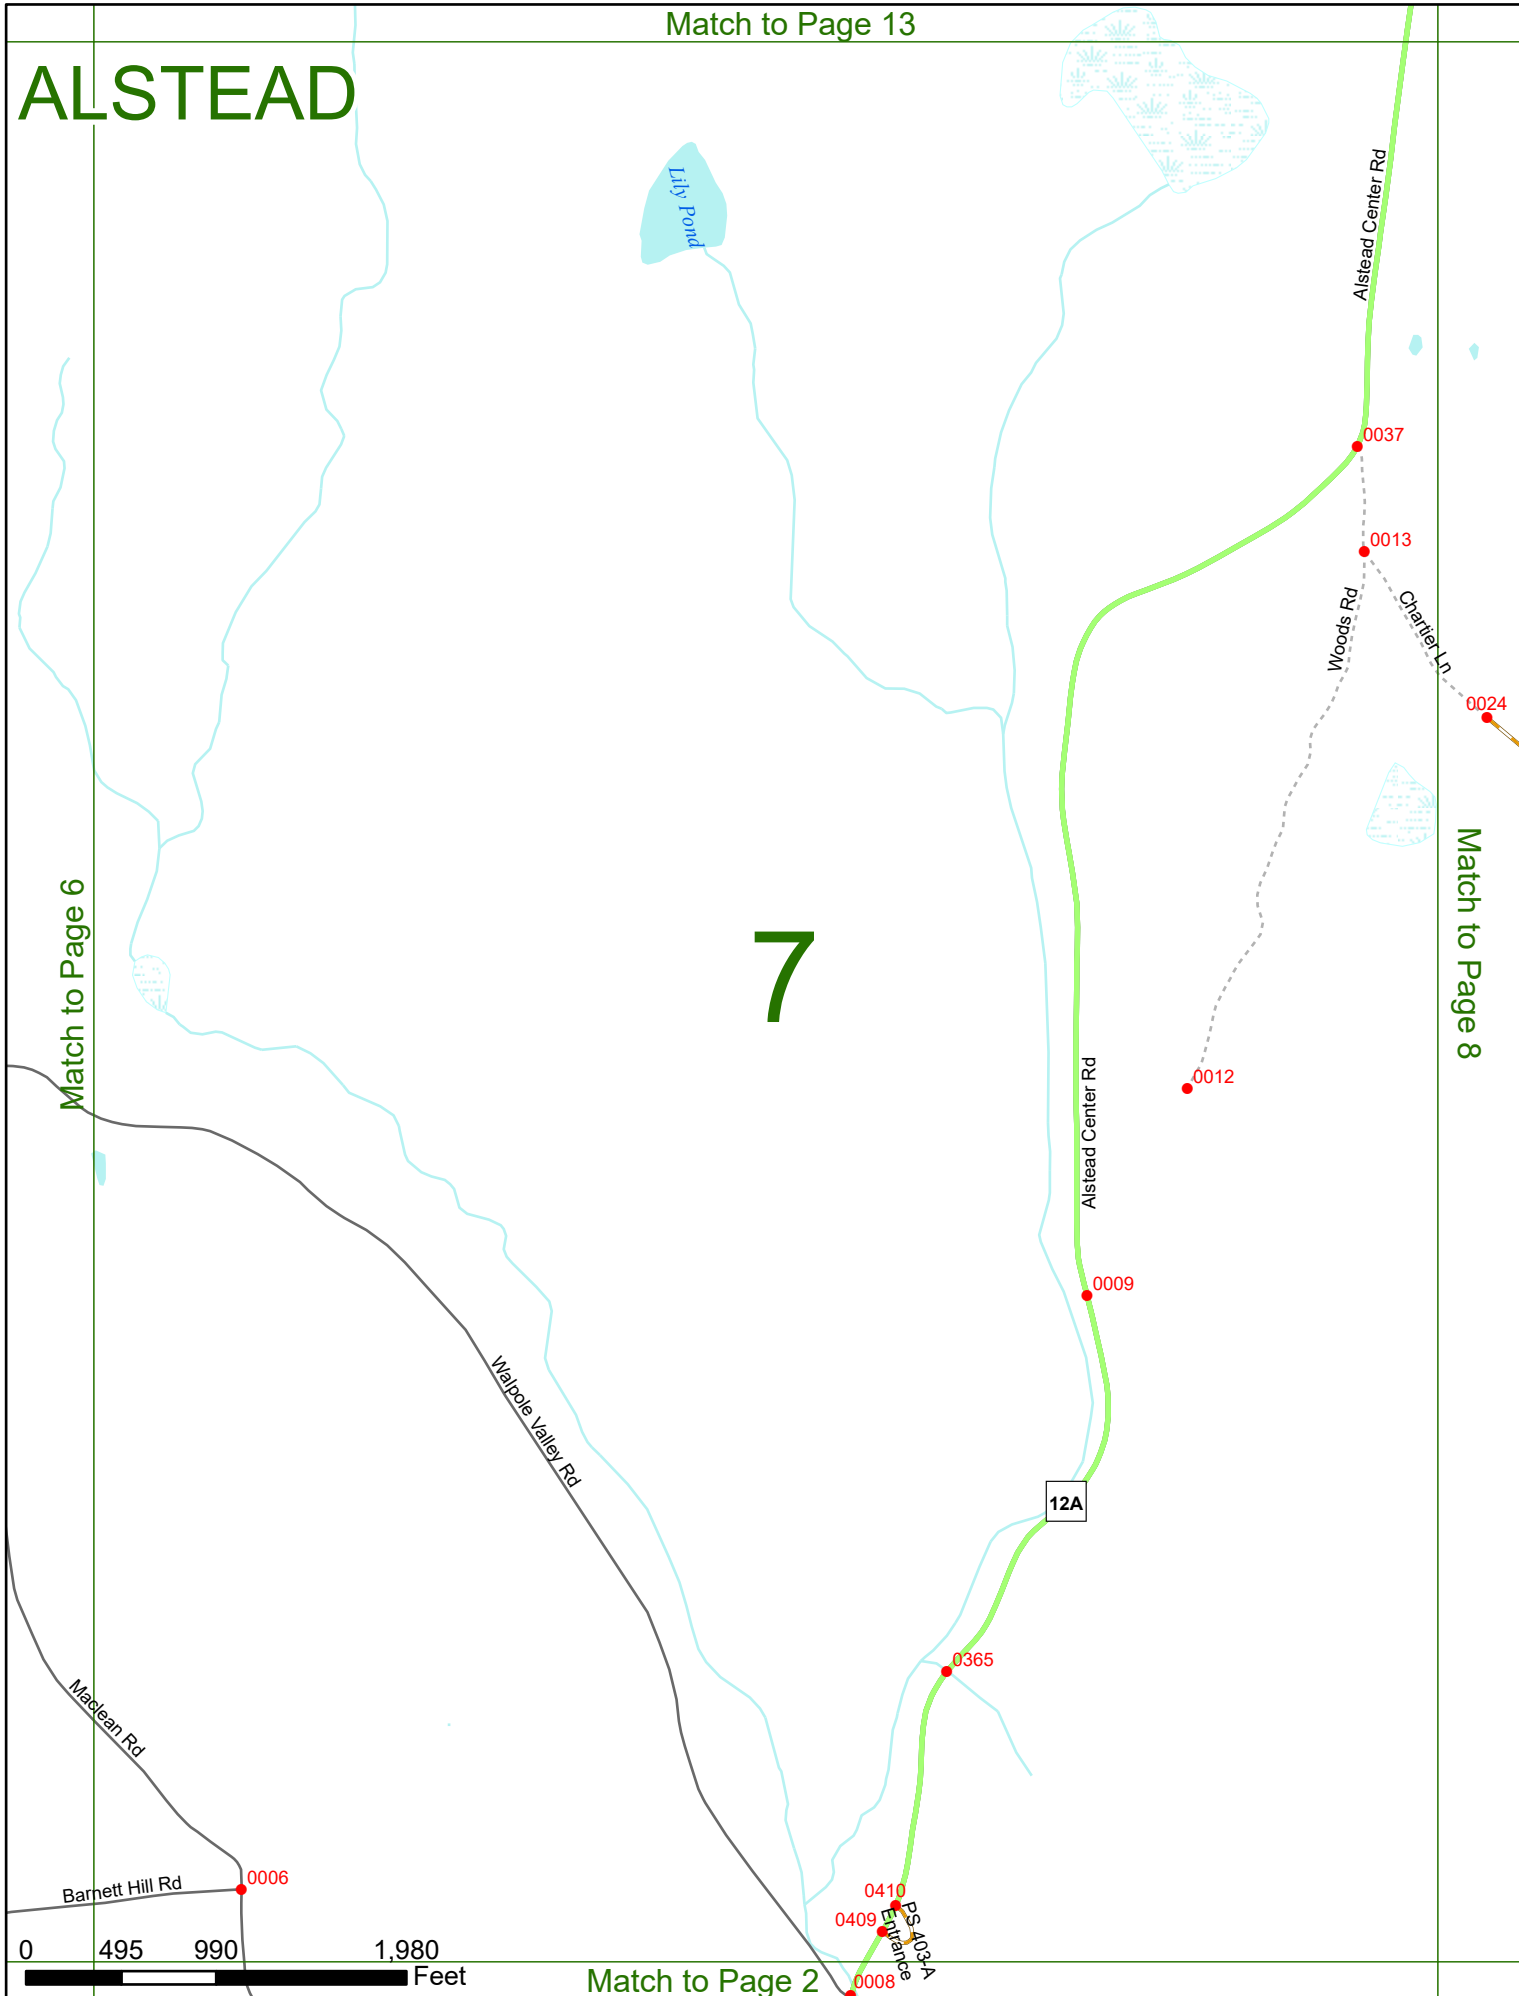 Match to Page 13
ALSTEAD
Lily Pond
Alstead Center Rd
0037
0013
Woods Rd
Chartier Ln
0024
Match to Page 6
7
Match to Page 8
0012
Alstead Center Rd
0009
Walpole Valley Rd
12A
0365
Maclean Rd
0006
Barnett Hill Rd
0410
0409
PS 403-A
Entrance
0 495 990 1,980
Feet
Match to Page 2
0008